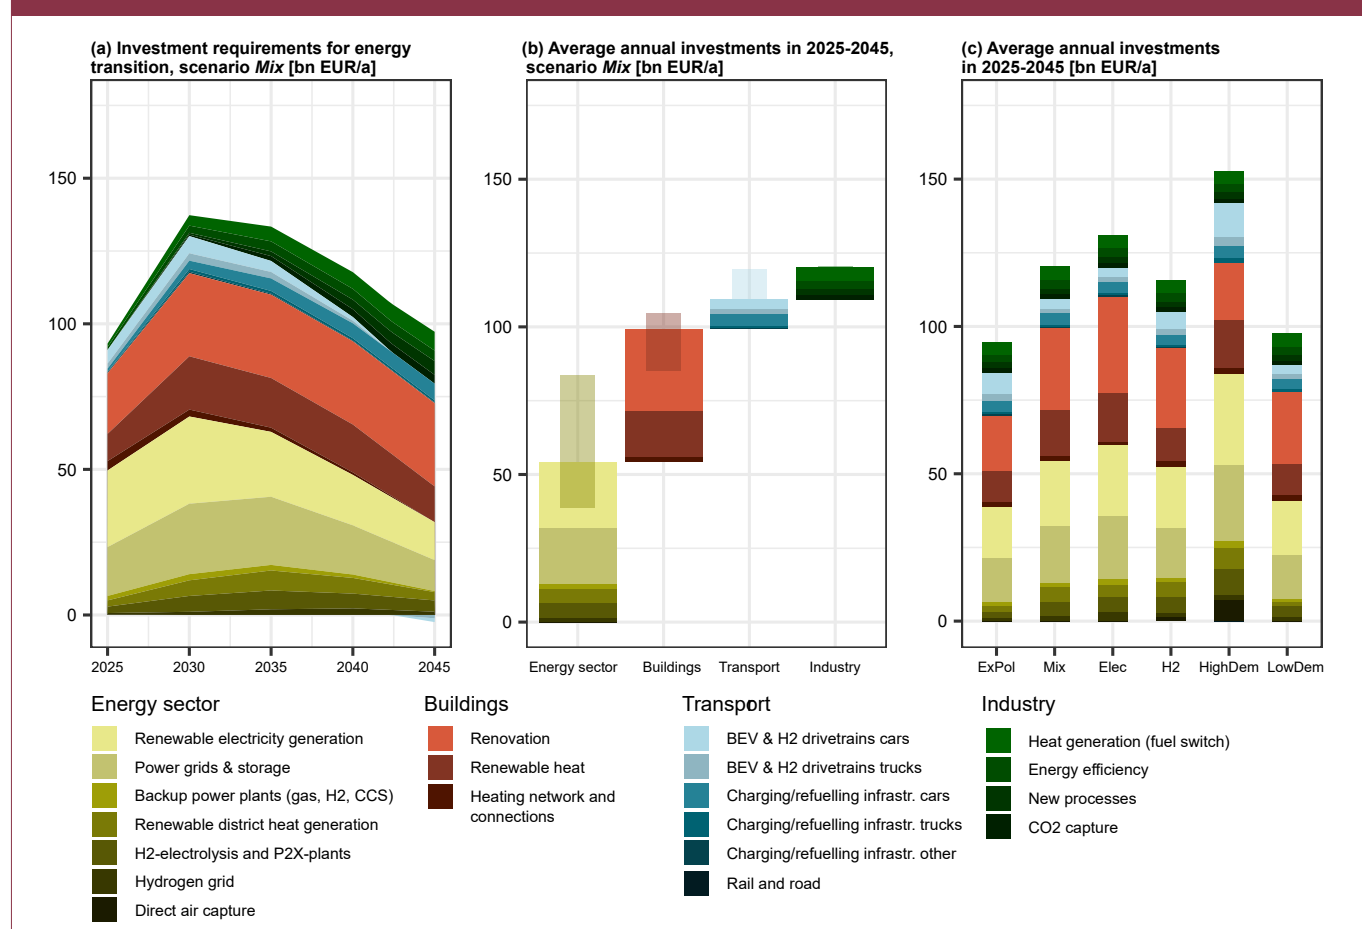 (a) Investment requirements for energy
transition, scenario Mix [bn EUR/a]
150
100
50
0
2025 2030 2035 2040 2045
(b) Average annual investments in 2025-2045,
scenario Mix [bn EUR/a]
150
100
50
0
Energy sector Buildings Transport Industry
(c) Average annual investments
in 2025-2045 [bn EUR/a]
150
100
50
0
ExPol Mix Elec H2 HighDem LowDem
Energy sector
Renewable electricity generation
Power grids & storage
Backup power plants (gas, H2, CCS)
Renewable district heat generation
H2-electrolysis and P2X-plants
Hydrogen grid
Direct air capture
Buildings
Renovation
Renewable heat
Heating network and
connections
Transport
BEV & H2 drivetrains cars
BEV & H2 drivetrains trucks
Charging/refuelling infrastr. cars
Charging/refuelling infrastr. trucks
Charging/refuelling infrastr. other
Rail and road
Industry
Heat generation (fuel switch)
Energy efficiency
New processes
CO2 capture